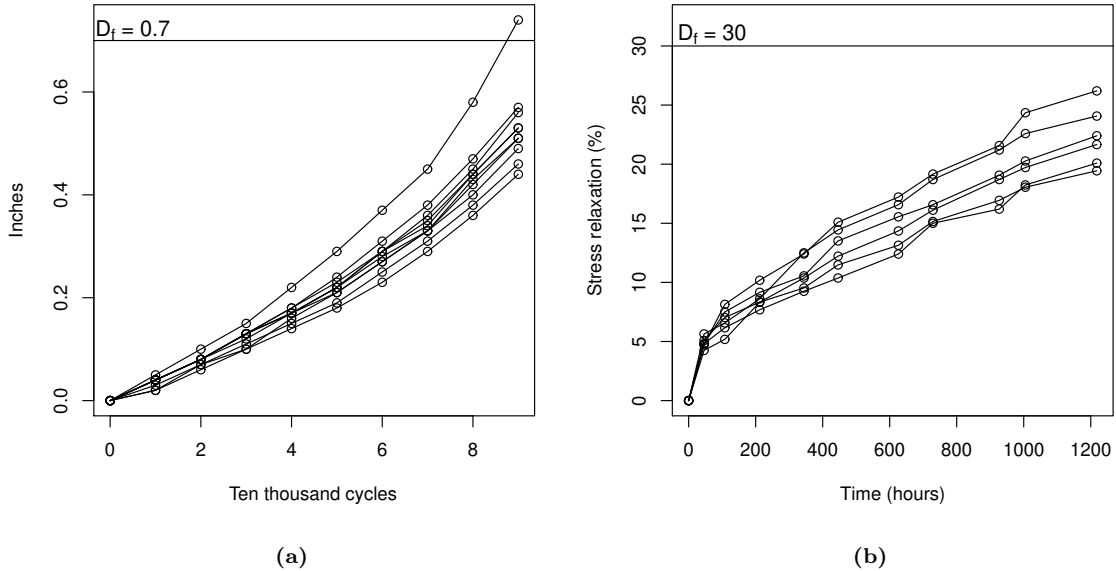 D_f = 0.7
Inches
0.0
0.2
0.4
0.6
0 2 4 6 8
Ten thousand cycles
(a)
D_f = 30
Stress relaxation (%)
0
5
10
15
20
25
30
0 200 400 600 800 1000 1200
Time (hours)
(b)